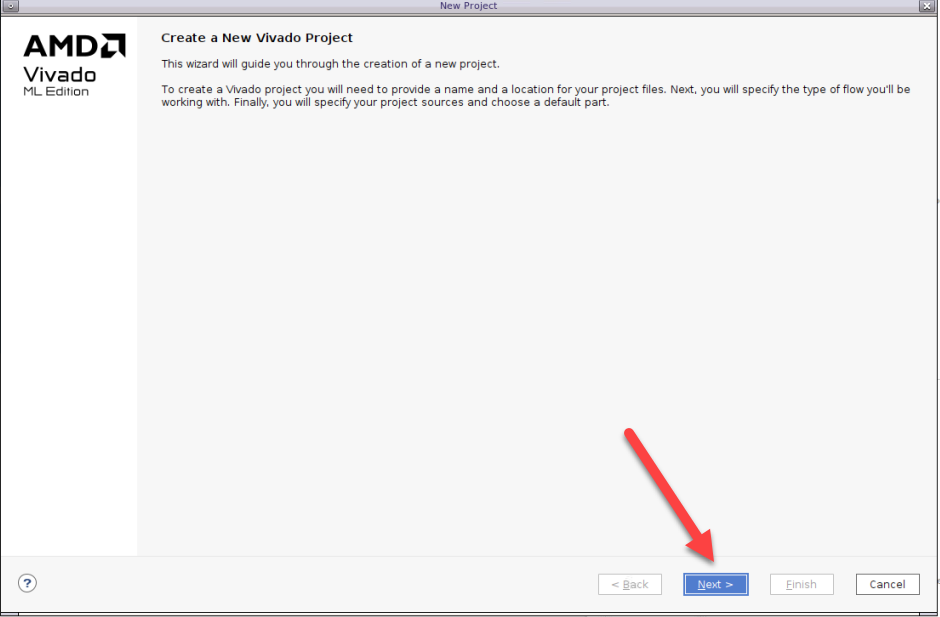 New Project
AMD
Vivado
ML Edition
Create a New Vivado Project
This wizard will guide you through the creation of a new project.
To create a Vivado project you will need to provide a name and a location for your project files. Next, you will specify the type of flow you'll be
working with. Finally, you will specify your project sources and choose a default part.
?
< Back
Next >
Finish
Cancel